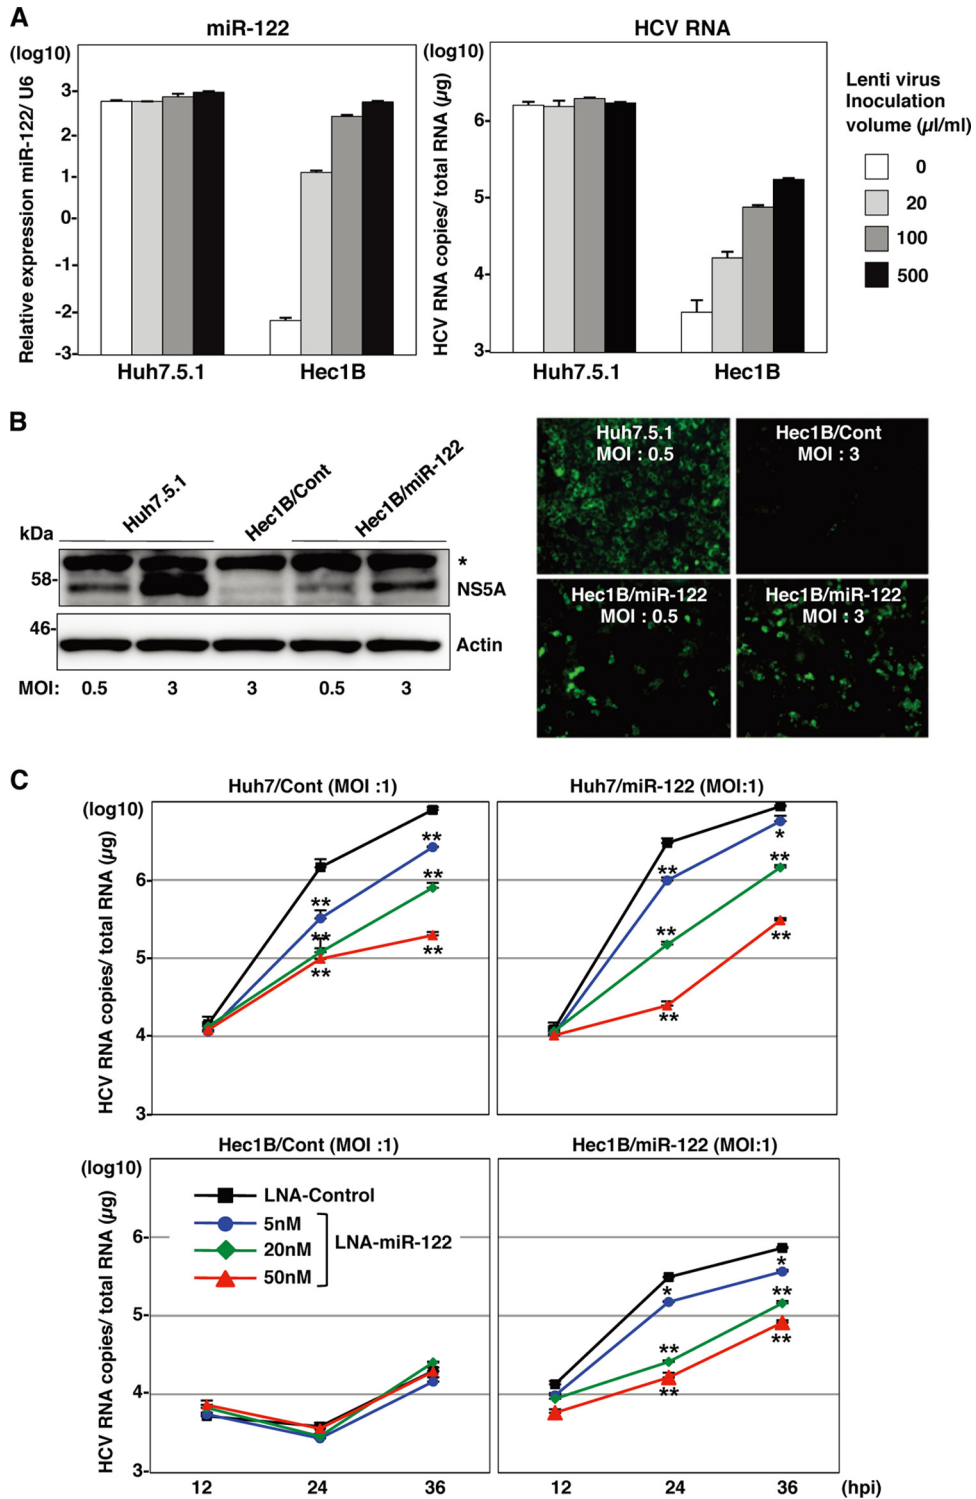 A
miR-122
(log10)
Relative expression miR-122/ U6
3
2
1
0
-1
-2
-3
Huh7.5.1
Hec1B
HCV RNA
(log10)
HCV RNA copies/ total RNA (µg)
6
5
4
3
Huh7.5.1
Hec1B
Lenti virus
Inoculation
volume (µl/ml)
0
20
100
500
B
kDa
Huh7.5.1
Hec1B/Cont
Hec1B/miR-122
58
*
NS5A
46
Actin
MOI: 0.5 3 3 0.5 3
Huh7.5.1
MOI : 0.5
Hec1B/Cont
MOI : 3
Hec1B/miR-122
MOI : 0.5
Hec1B/miR-122
MOI : 3
C
Huh7/Cont (MOI :1)
(log10)
HCV RNA copies/ total RNA (µg)
6
5
4
3
**
**
**
**
**
**
Huh7/miR-122 (MOI:1)
**
**
**
*
**
**
Hec1B/Cont (MOI :1)
(log10)
HCV RNA copies/ total RNA (µg)
6
5
4
3
LNA-Control
5nM
20nM
50nM
LNA-miR-122
12 24 36
Hec1B/miR-122 (MOI:1)
*
**
**
*
**
**
12 24 36 (hpi)